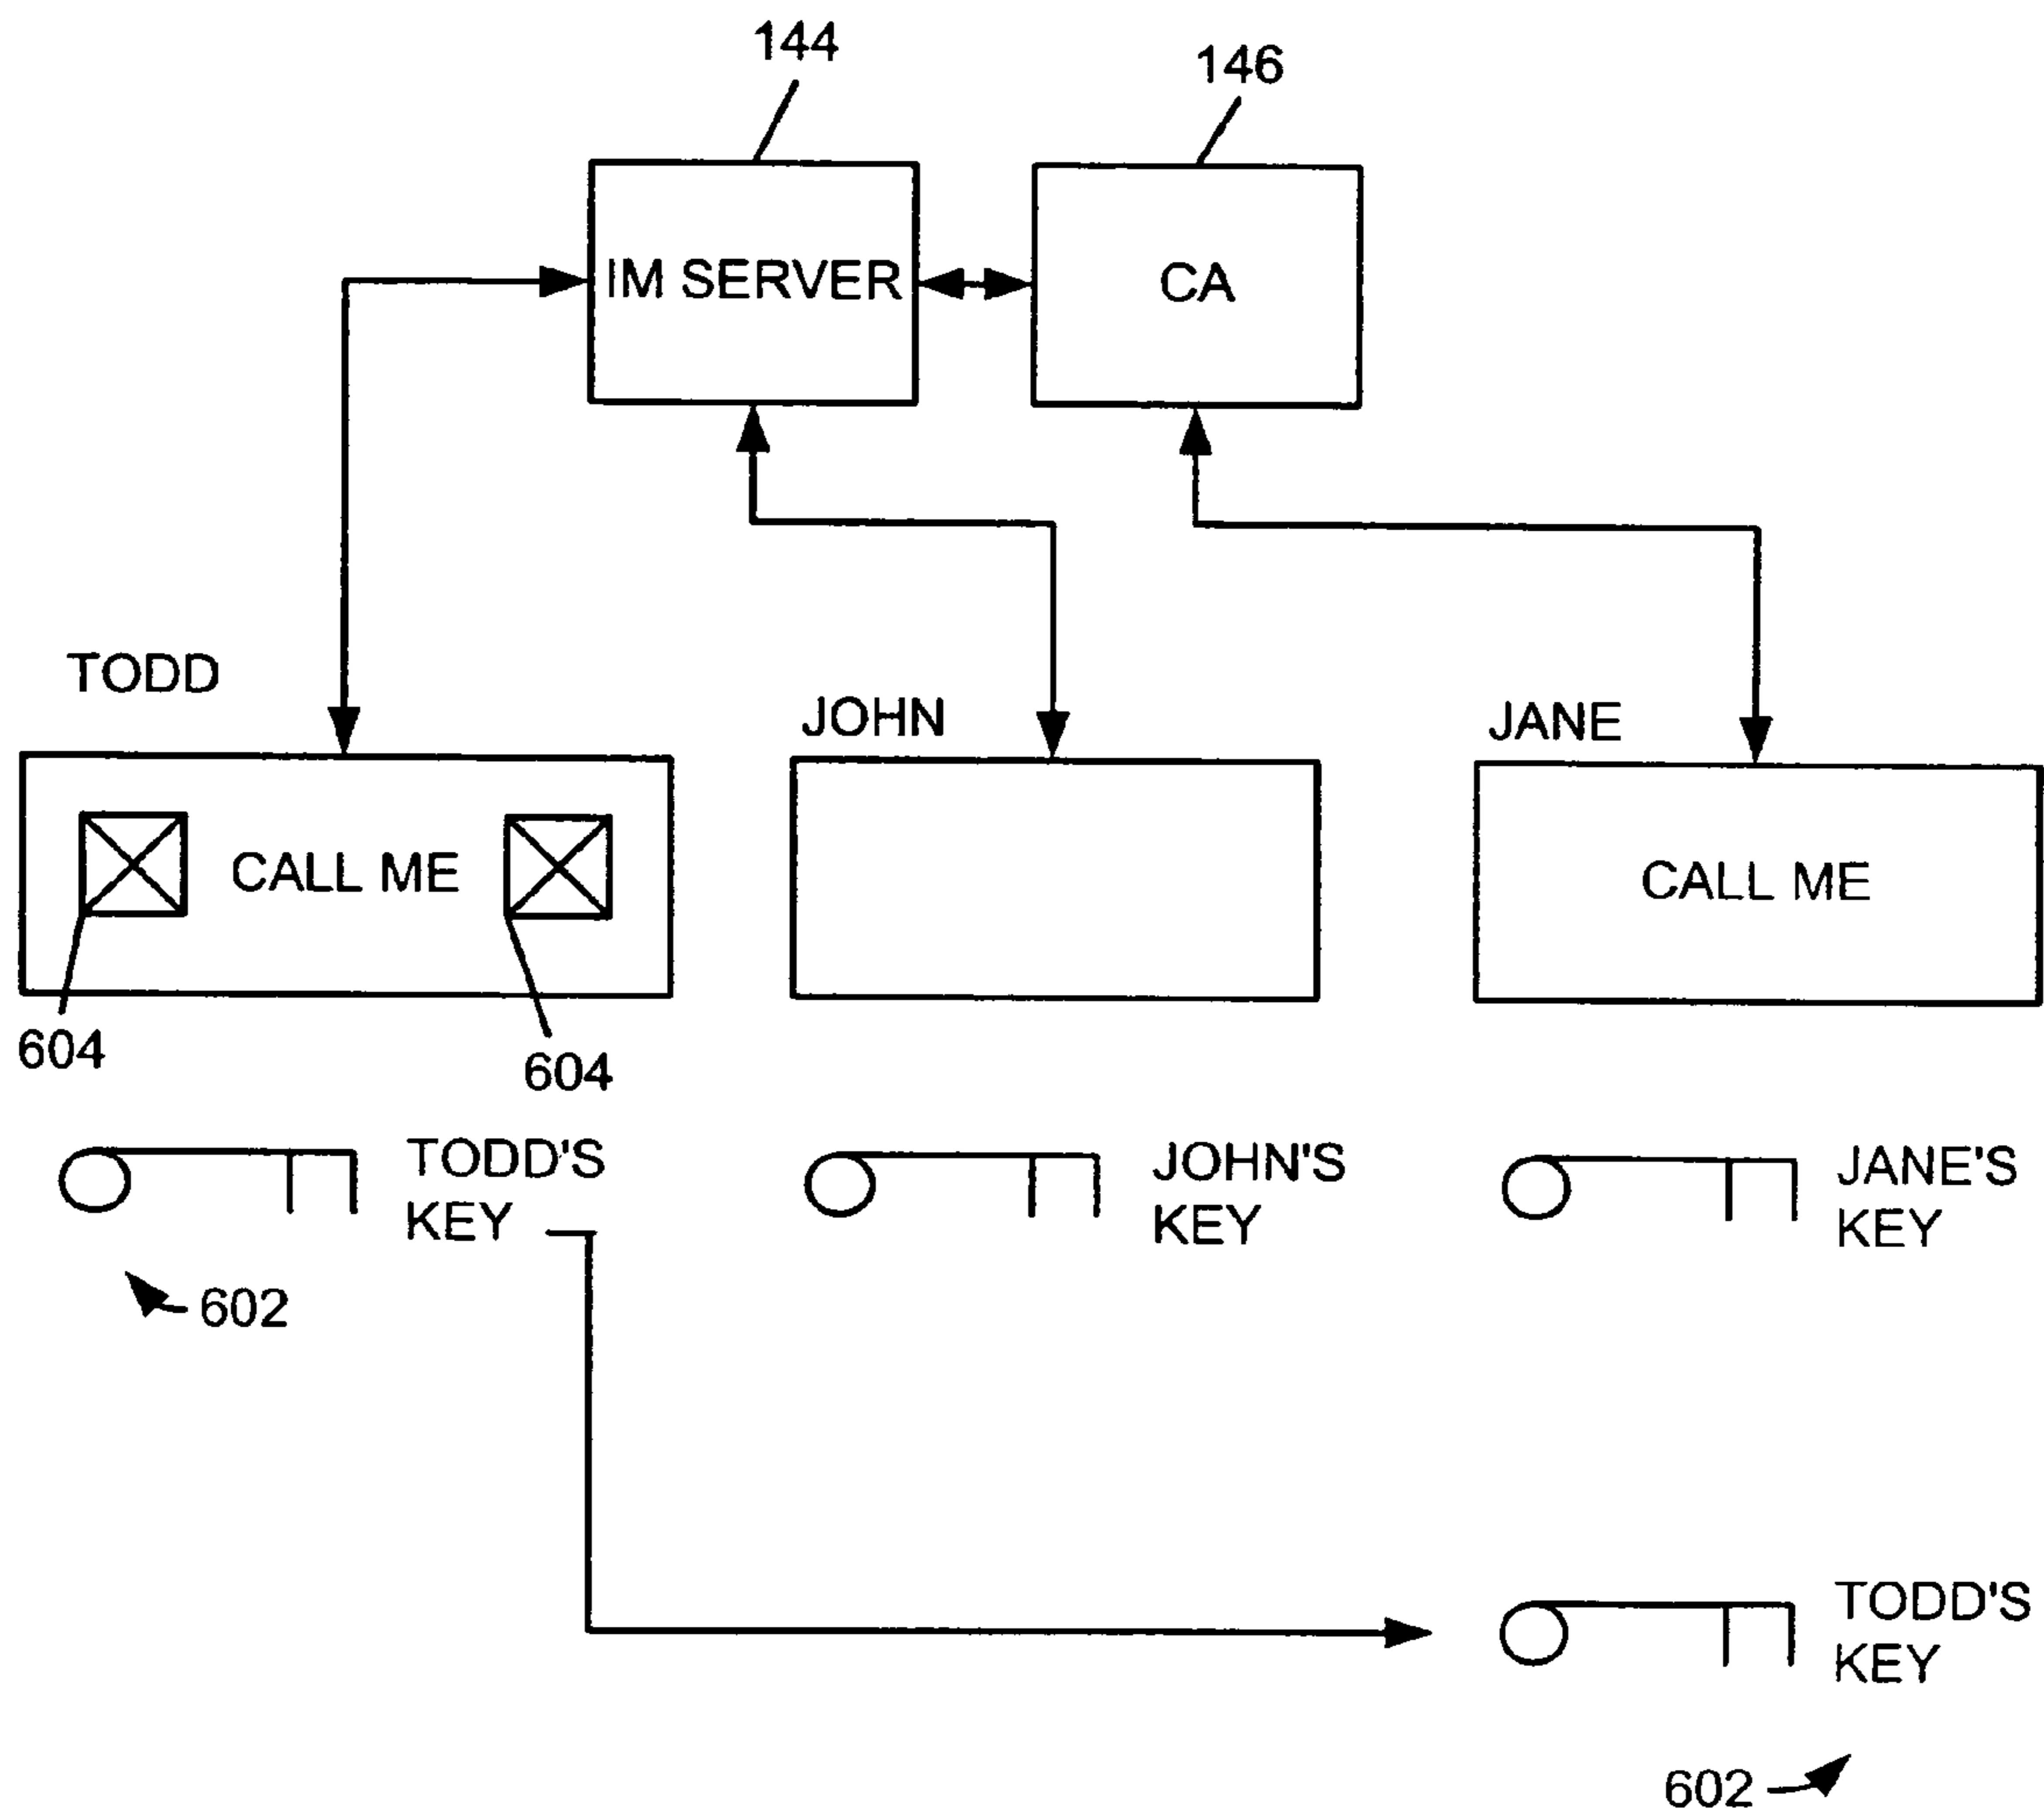 144
146
IM SERVER
CA
TODD
JOHN
JANE
CALL ME
CALL ME
604
604
TODD'S
KEY
JOHN'S
KEY
JANE'S
KEY
602
TODD'S
KEY
602